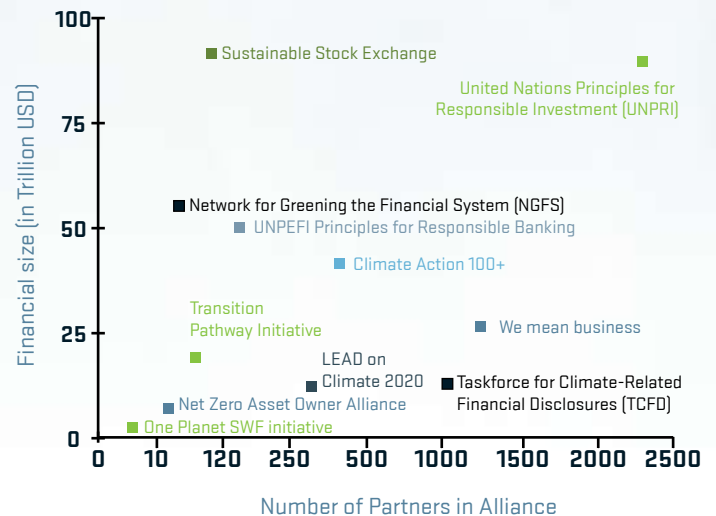 100
Sustainable Stock Exchange
United Nations Principles for
Responsible Investment (UNPRI)
75
Financial size (in Trillion USD)
Network for Greening the Financial System (NGFS)
50
UNPEFI Principles for Responsible Banking
Climate Action 100+
Transition
Pathway Initiative
25
We mean business
LEAD on
Climate 2020
Taskforce for Climate-Related
Financial Disclosures (TCFD)
Net Zero Asset Owner Alliance
One Planet SWF initiative
0
0 10 120 250 500 1000 1500 2000 2500
Number of Partners in Alliance